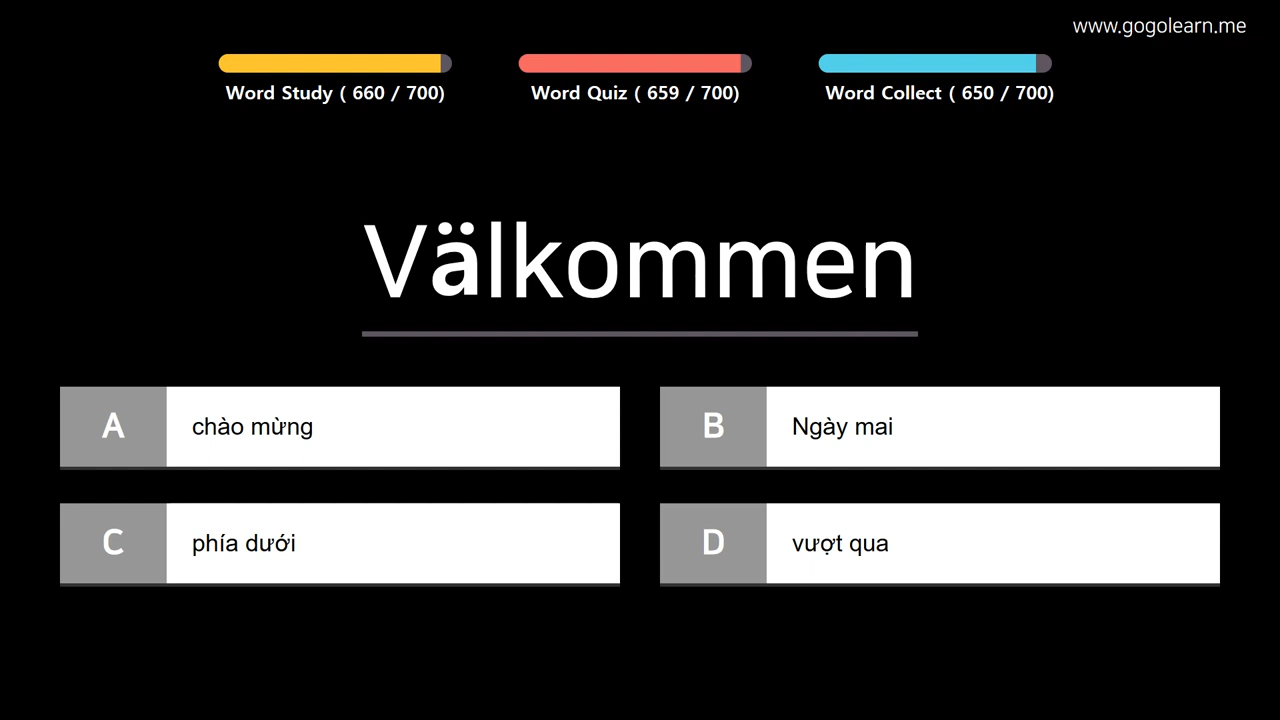 www.gogolearn.me
Word Study ( 660 / 700)
Word Quiz ( 659 / 700)
Word Collect ( 650 / 700)
Välkommen
A
chào mừng
B
Ngày mai
C
phía dưới
D
vượt qua